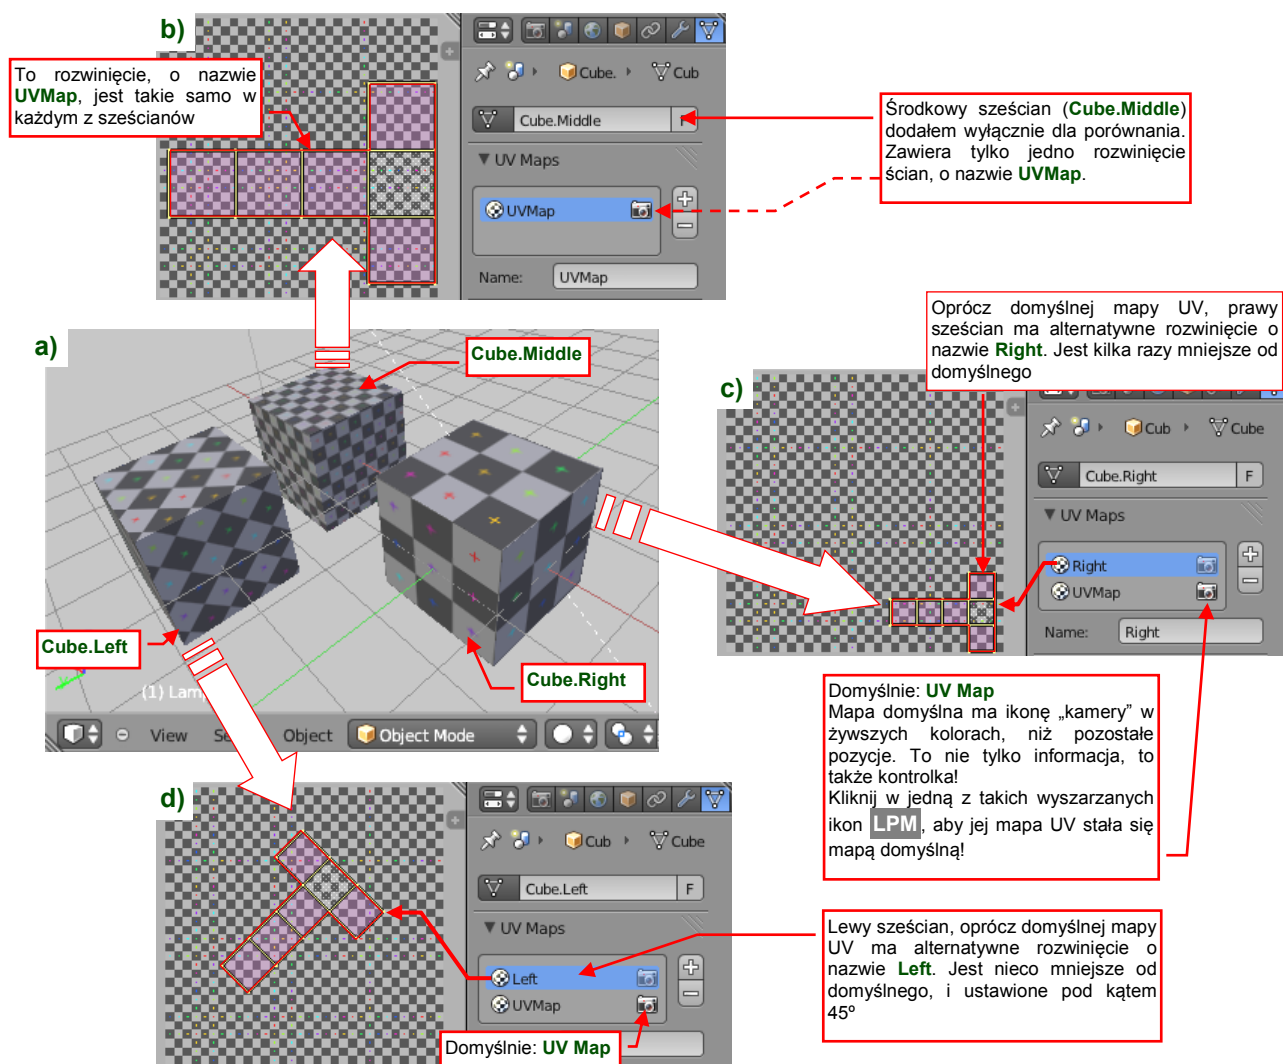 b)
To rozwinięcie, o nazwie
UVMap, jest takie samo w
każdym z sześcianów
Cube.
Cub
Cube.Middle
F
UV Maps
UVMap
Name:
UVMap
Środkowy sześcian (Cube.Middle)
dodałem wyłącznie dla porównania.
Zawiera tylko jedno rozwinięcie
ścian, o nazwie UVMap.
a)
Cube.Middle
Cube.Left
Cube.Right
(1) Lam
View
Se
Object
Object Mode
Oprócz domyślnej mapy UV, prawy
sześcian ma alternatywne rozwinięcie o
nazwie Right. Jest kilka razy mniejsze od
domyślnego
c)
Cub
Cube
Cube.Right
F
UV Maps
Right
UVMap
Name:
Right
Domyślnie: UV Map
Mapa domyślna ma ikonę „kamery” w
żywszych kolorach, niż pozostałe
pozycje. To nie tylko informacja, to
także kontrolka!
Kliknij w jedną z takich wyszarzanych
ikon LPM, aby jej mapa UV stała się
mapą domyślną!
d)
Cub
Cube
Cube.Left
F
UV Maps
Left
UVMap
Domyślnie: UV Map
Lewy sześcian, oprócz domyślnej mapy
UV ma alternatywne rozwinięcie o
nazwie Left. Jest nieco mniejsze od
domyślnego, i ustawione pod kątem
45º